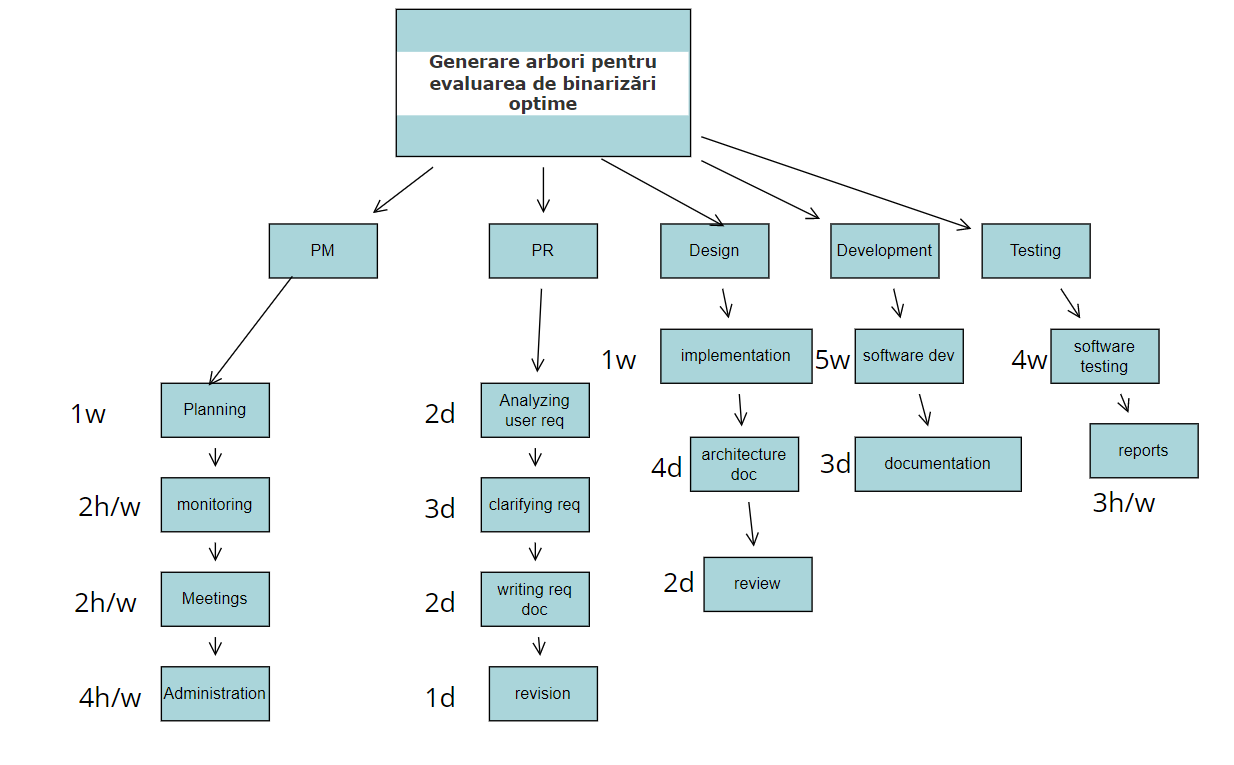 Generare arbori pentru
evaluarea de binarizări
optime
PM
PR
Design
Development
Testing
1w
implementation
5w
software dev
4w
software
testing
1w
Planning
2d
Analyzing
user req
4d
architecture
doc
3d
documentation
reports
3h/w
2h/w
monitoring
3d
clarifying req
2d
review
2h/w
Meetings
2d
writing req
doc
4h/w
Administration
1d
revision